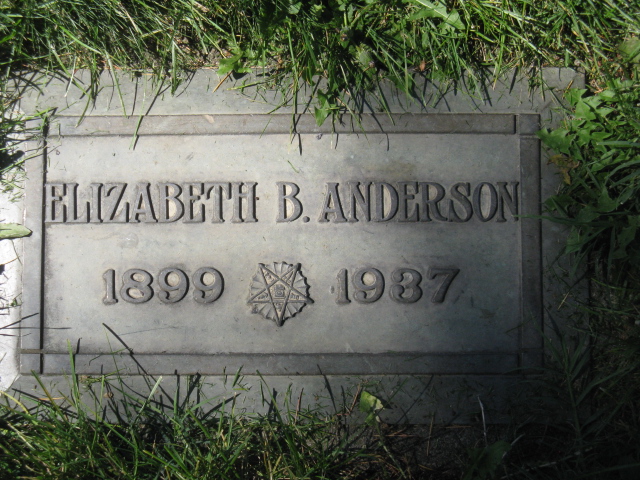 ELIZABETH B. ANDERSON
1899 1937